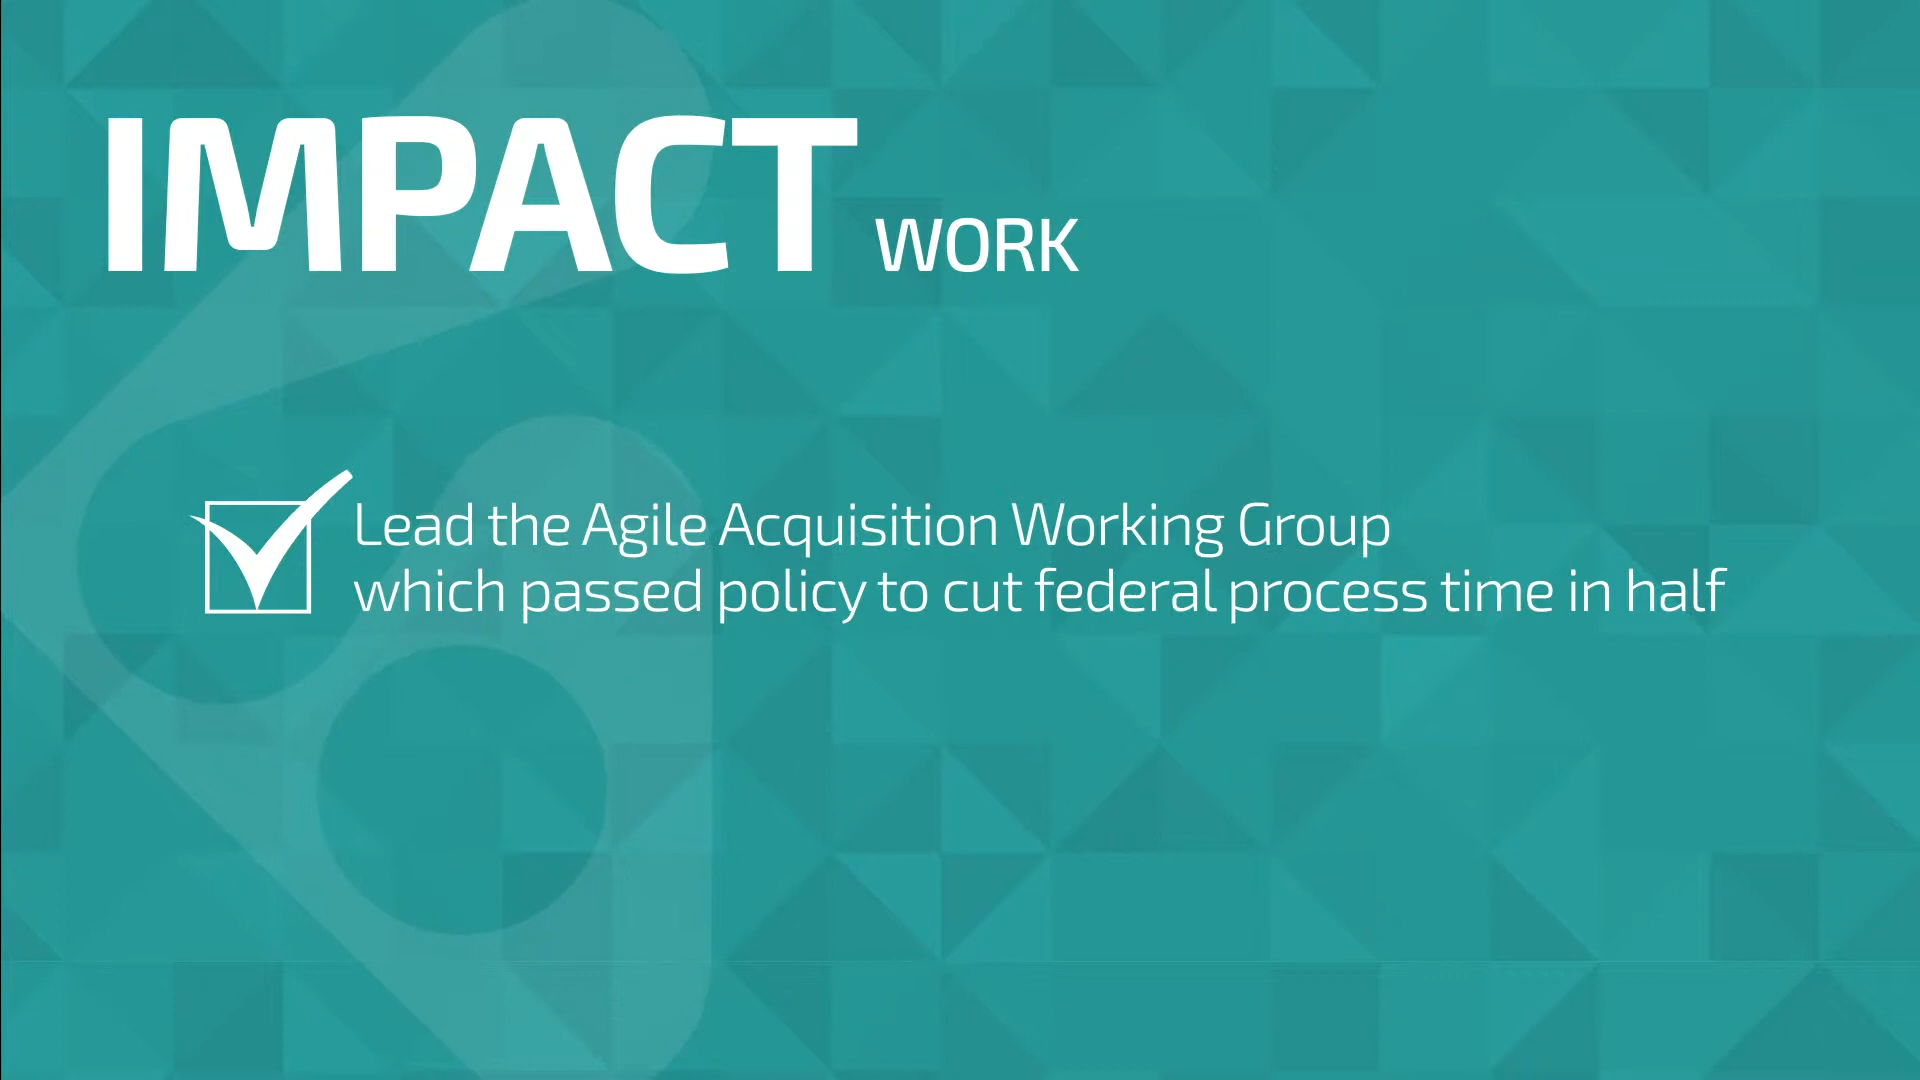 IMPACT WORK
Lead the Agile Acquisition Working Group
which passed policy to cut federal process time in half